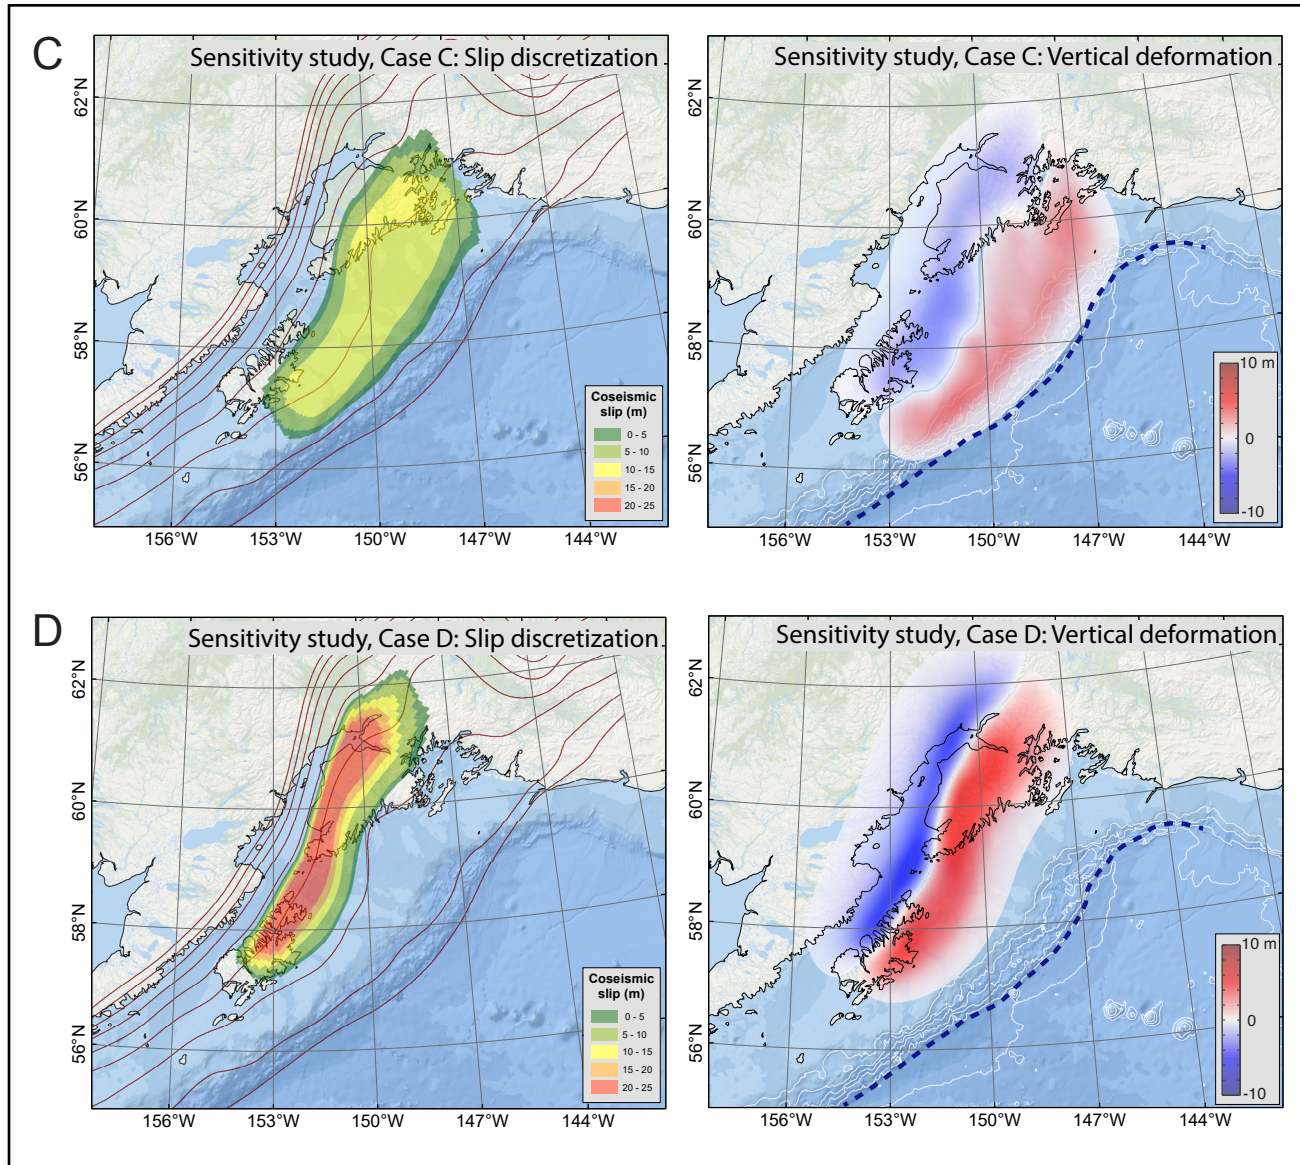 C
Sensitivity study, Case C: Slip discretization
62°N
60°N
58°N
56°N
156°W
153°W
150°W
147°W
144°W
Coseismic
slip (m)
0 - 5
5 - 10
10 - 15
15 - 20
20 - 25
Sensitivity study, Case C: Vertical deformation
62°N
60°N
58°N
56°N
156°W
153°W
150°W
147°W
144°W
10 m
0
-10
D
Sensitivity study, Case D: Slip discretization
62°N
60°N
58°N
56°N
156°W
153°W
150°W
147°W
144°W
Coseismic
slip (m)
0 - 5
5 - 10
10 - 15
15 - 20
20 - 25
Sensitivity study, Case D: Vertical deformation
62°N
60°N
58°N
56°N
156°W
153°W
150°W
147°W
144°W
10 m
0
-10